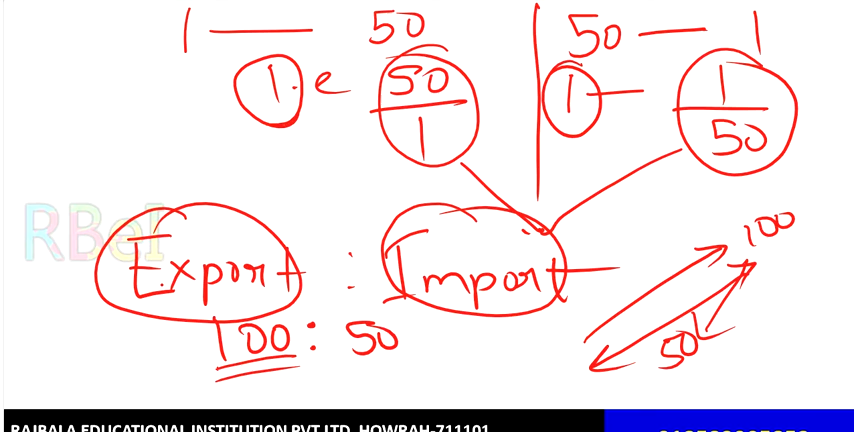 1 — 50 | 50 — 1
1. e 50/1 | 1 — 1/50
RBeI
Export : Import
100
100 : 50
50
RAJBALA EDUCATIONAL INSTITUTION PVT LTD, HOWRAH-711101